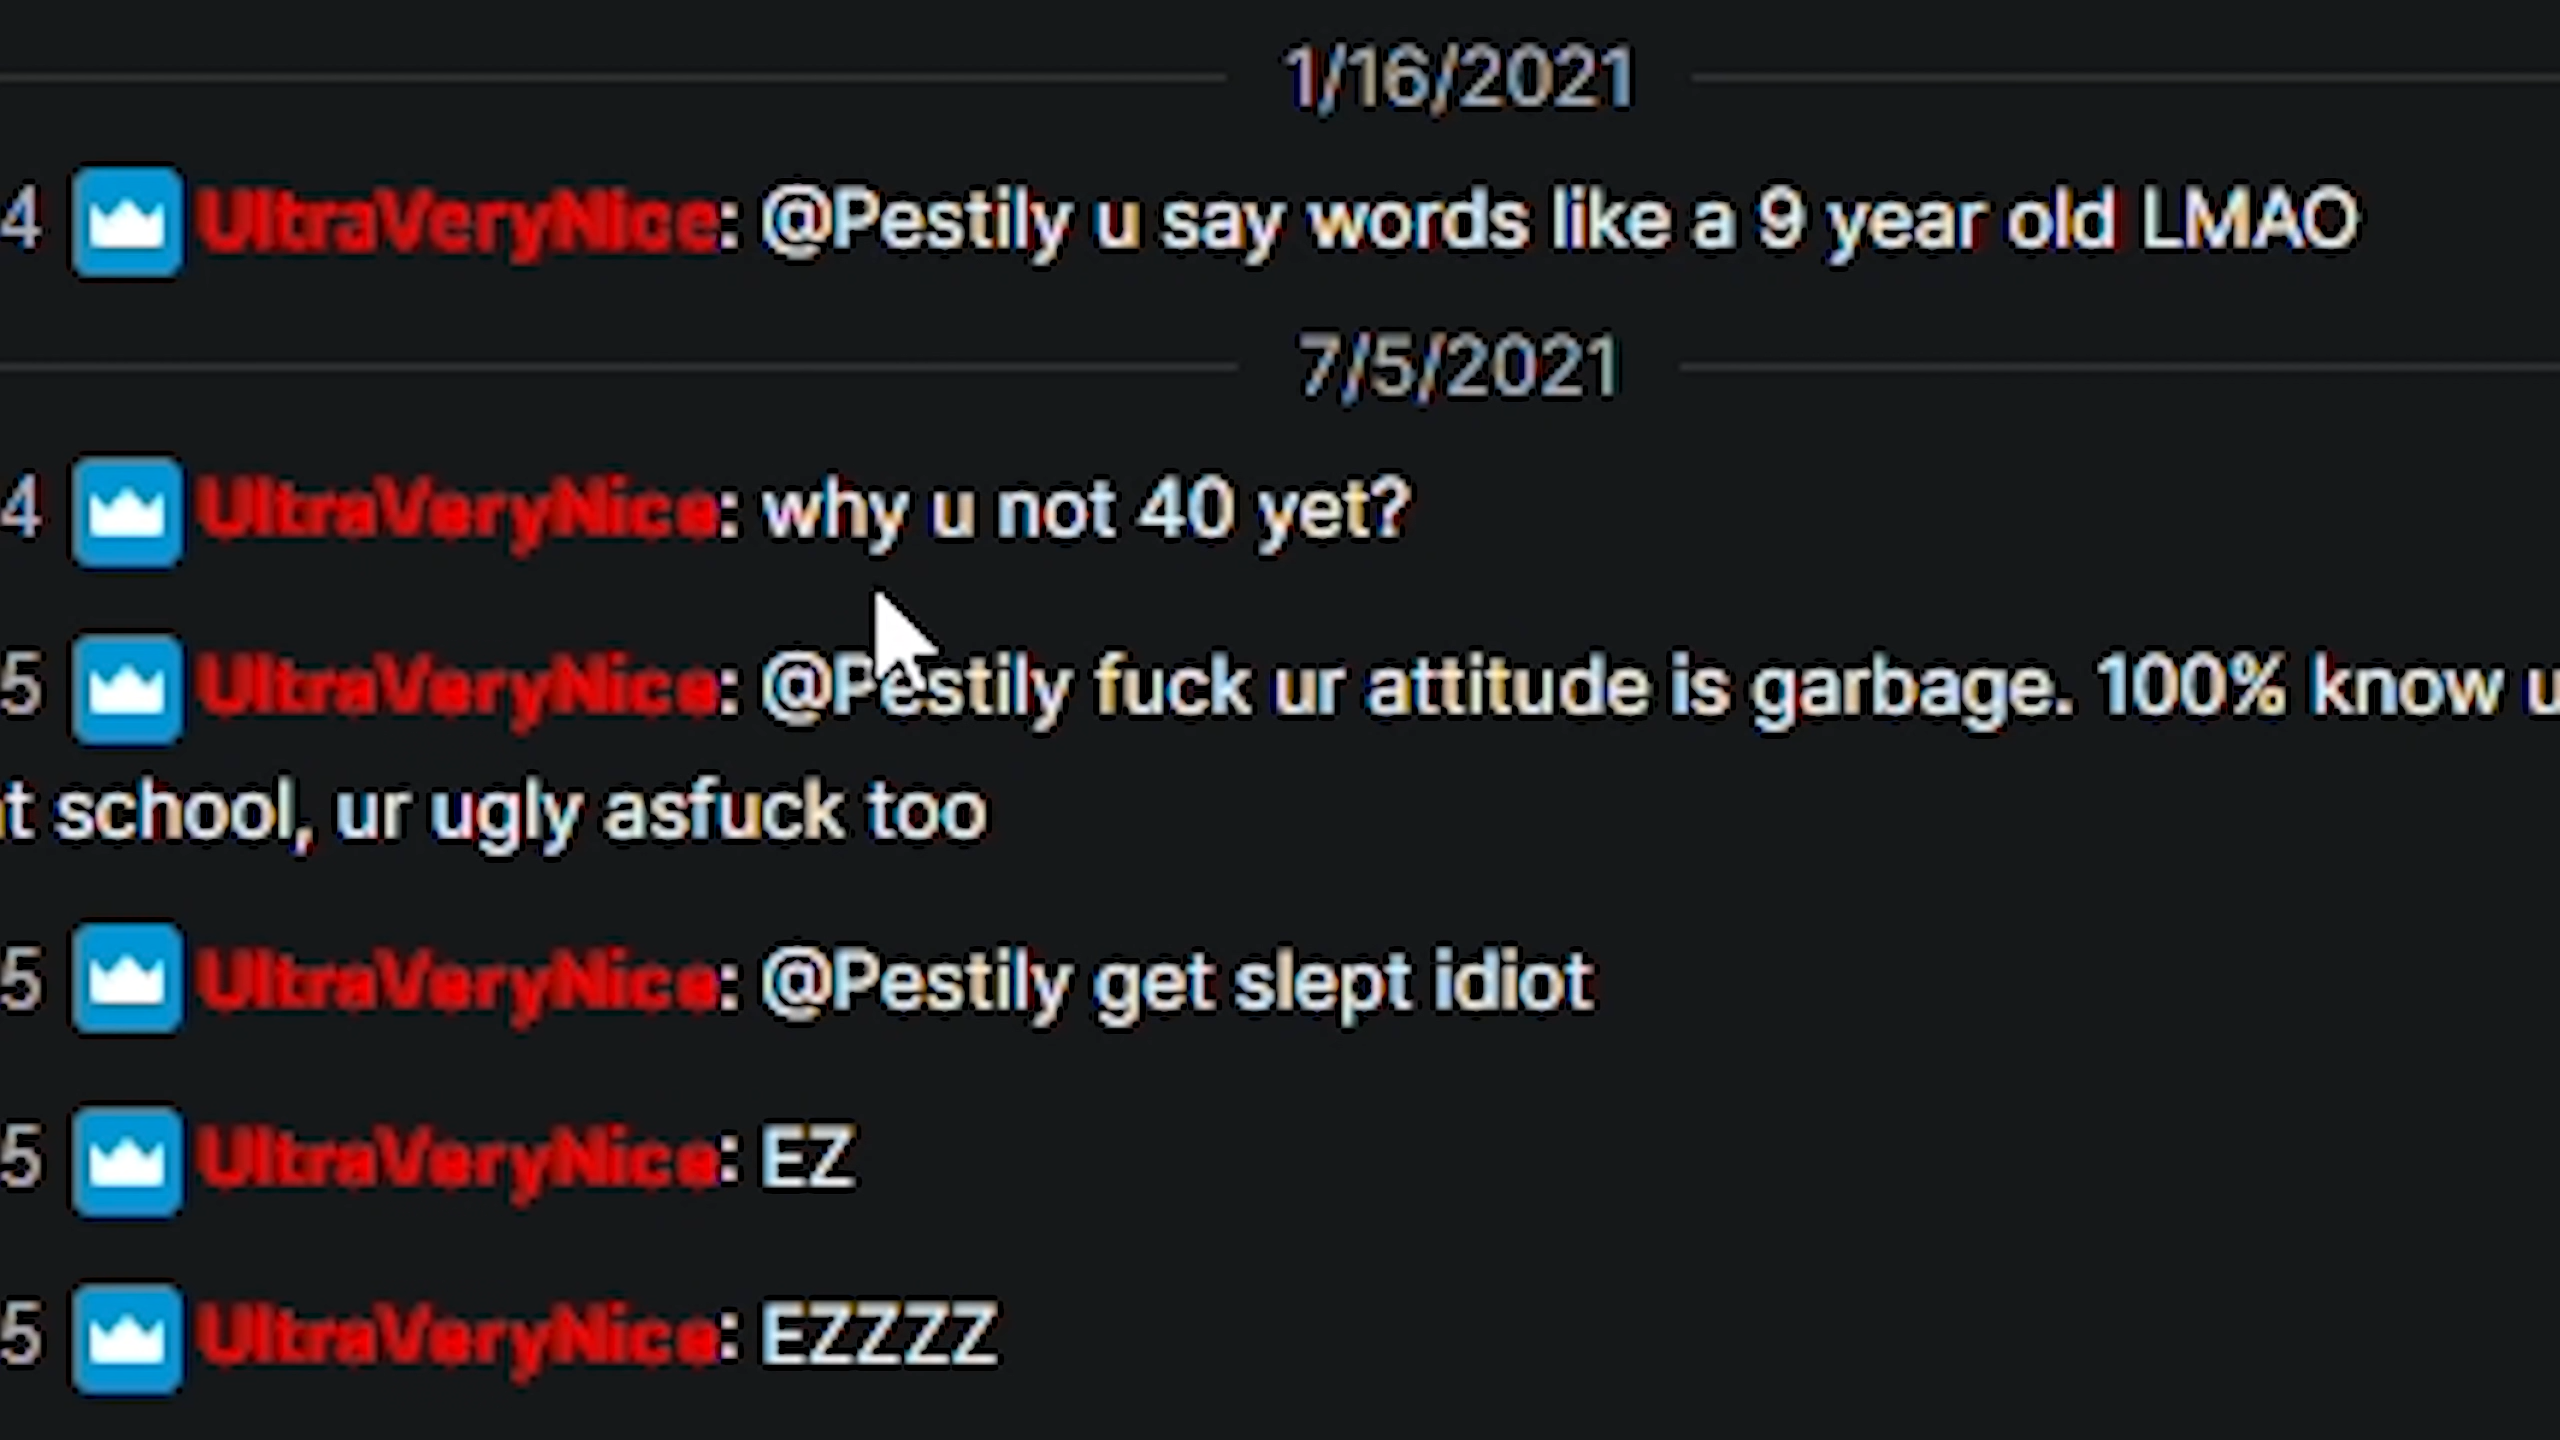 1/16/2021
4 UltraVeryNice: @Pestily u say words like a 9 year old LMAO
7/5/2021
4 UltraVeryNice: why u not 40 yet?
5 UltraVeryNice: @Pestily fuck ur attitude is garbage. 100% know u
t school, ur ugly asfuck too
5 UltraVeryNice: @Pestily get slept idiot
5 UltraVeryNice: EZ
5 UltraVeryNice: EZZZZ